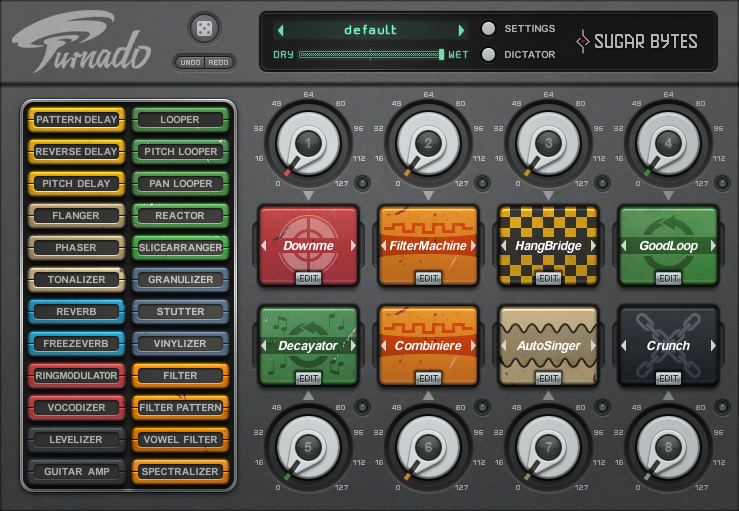 Turnado
UNDO REDO
default
DRY WET
SETTINGS
DICTATOR
SUGAR BYTES
PATTERN DELAY
LOOPER
REVERSE DELAY
PITCH LOOPER
PITCH DELAY
PAN LOOPER
FLANGER
REACTOR
PHASER
SLICEARRANGER
TONALIZER
GRANULIZER
REVERB
STUTTER
FREEZEVERB
VINYLIZER
RINGMODULATOR
FILTER
VOCODIZER
FILTER PATTERN
LEVELIZER
VOWEL FILTER
GUITAR AMP
SPECTRALIZER
64 64 64 64
48 80 48 80 48 80 48 80
32 1 96 32 2 96 32 3 96 32 4 96
16 112 16 112 16 112 16 112
0 127 0 127 0 127 0 127
Downme
FilterMachine
HangBridge
GoodLoop
EDIT EDIT EDIT EDIT
Decayator
Combiniere
AutoSinger
Crunch
EDIT EDIT EDIT EDIT
48 80 48 80 48 80 48 80
32 5 96 32 6 96 32 7 96 32 8 96
16 112 16 112 16 112 16 112
0 127 0 127 0 127 0 127